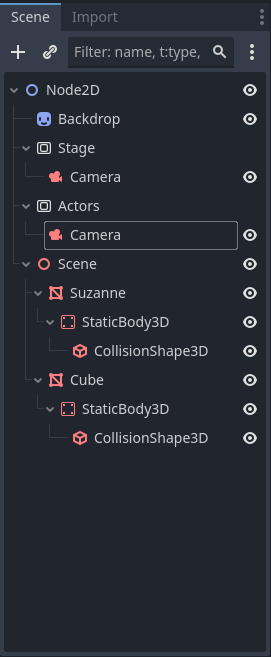 Scene Import
Filter: name, t:type,
Node2D
Backdrop
Stage
Camera
Actors
Camera
Scene
Suzanne
StaticBody3D
CollisionShape3D
Cube
StaticBody3D
CollisionShape3D